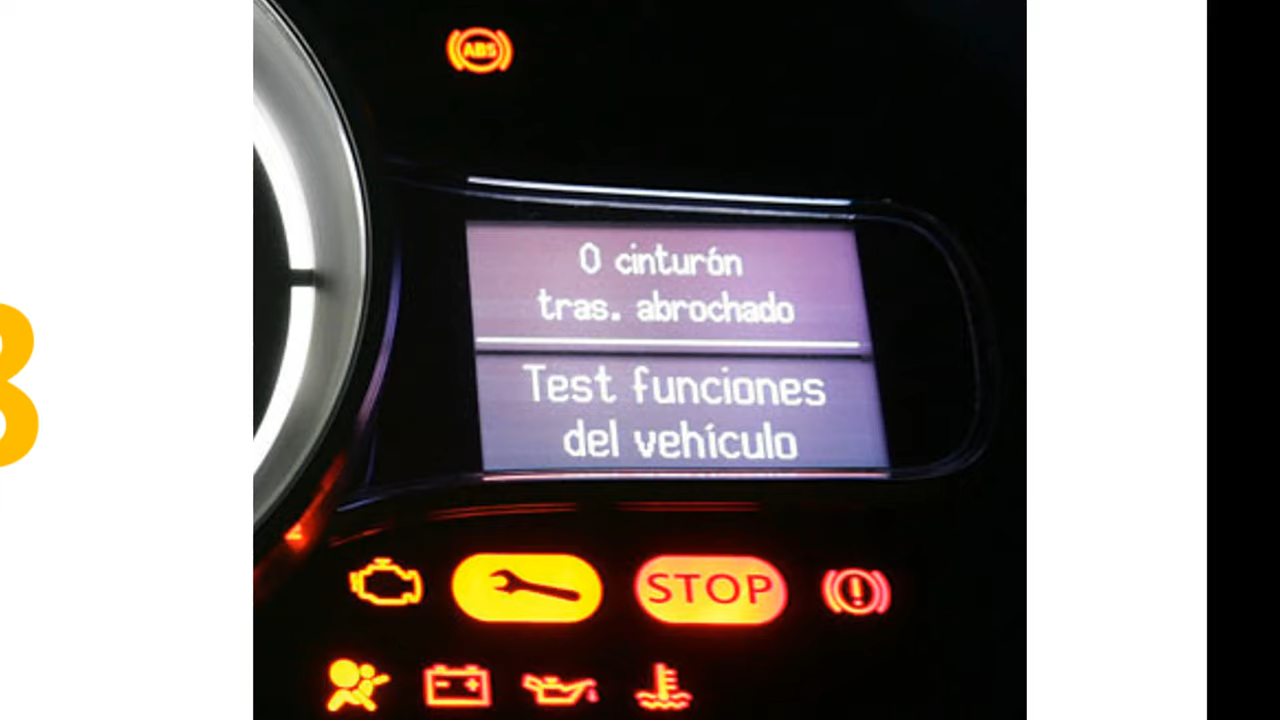 ABS
0 cinturón
tras. abrochado
Test funciones
del vehículo
STOP